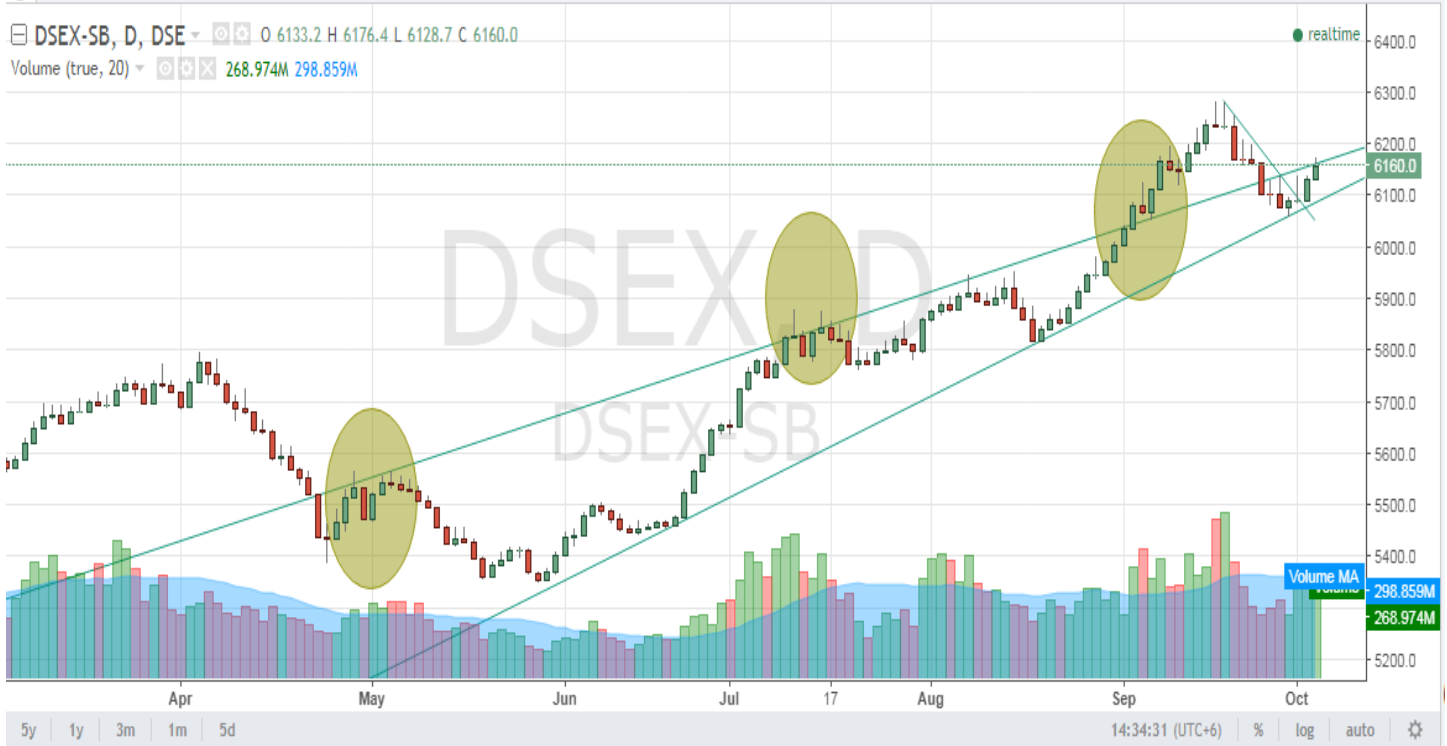 DSEX-SB, D, DSE O 6133.2 H 6176.4 L 6128.7 C 6160.0
realtime
Volume (true, 20) 268.974M 298.859M
6400.0
6300.0
6200.0
6160.0
6100.0
6000.0
5900.0
5800.0
5700.0
5600.0
5500.0
5400.0
5200.0
DSEX, D
DSEX-SB
Volume MA
298.859M
Volume
268.974M
Apr May Jun Jul 17 Aug Sep Oct
5y 1y 3m 1m 5d 14:34:31 (UTC+6) % log auto